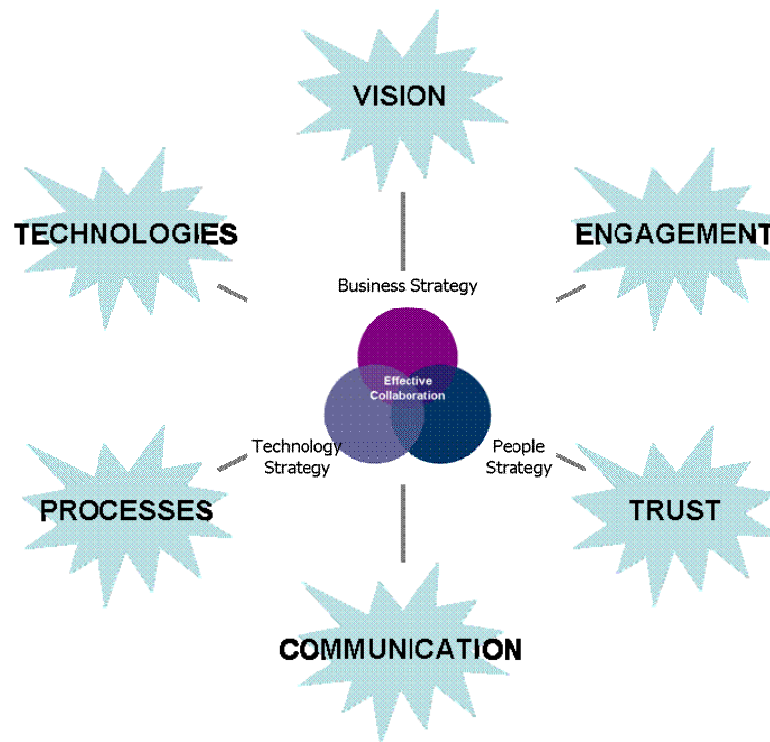 VISION
TECHNOLOGIES
ENGAGEMENT
Business Strategy
Effective
Collaboration
Technology
Strategy
People
Strategy
PROCESSES
TRUST
COMMUNICATION